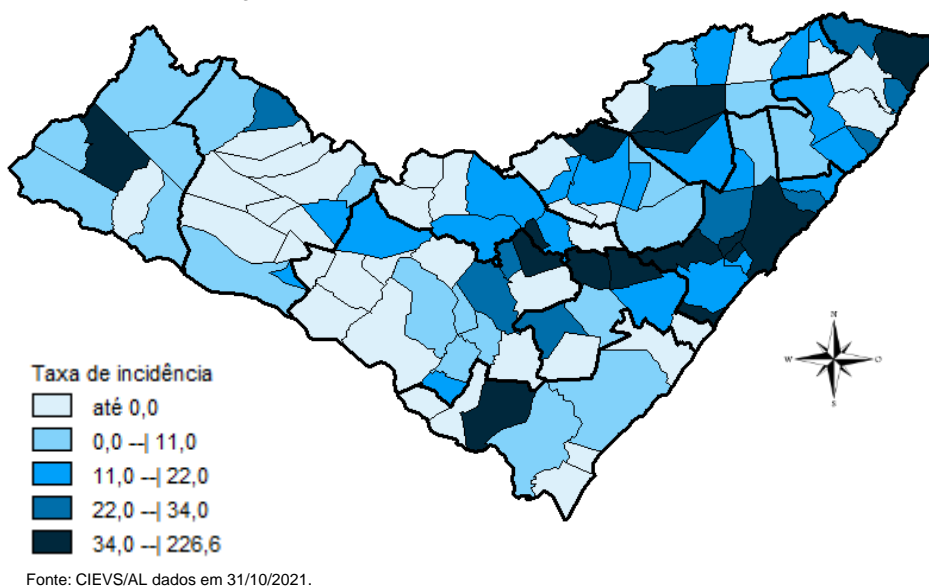 N
W
O
S
Taxa de incidência
até 0,0
0,0 --| 11,0
11,0 --| 22,0
22,0 --| 34,0
34,0 --| 226,6
Fonte: CIEVS/AL dados em 31/10/2021.